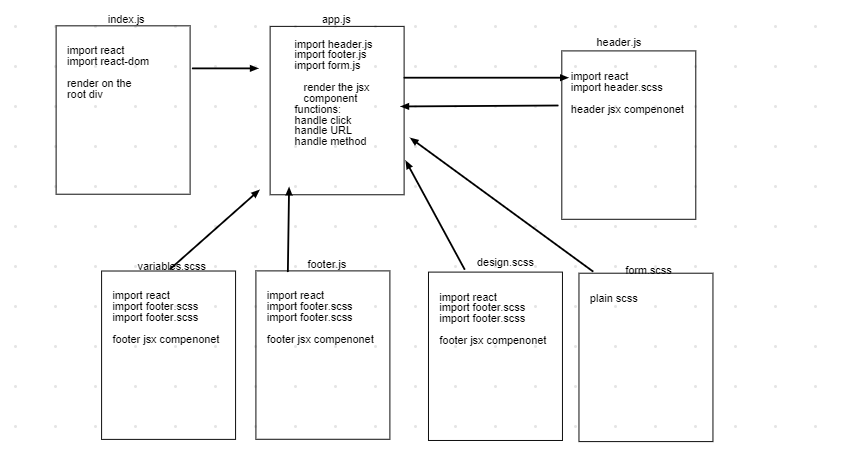 index.js
import react
import react-dom
render on the
root div
app.js
import header.js
import footer.js
import form.js
render the jsx
component
functions:
handle click
handle URL
handle method
header.js
import react
import header.scss
header jsx compenonet
variables.scss
import react
import footer.scss
import footer.scss
footer jsx compenonet
footer.js
import react
import footer.scss
import footer.scss
footer jsx compenonet
design.scss
import react
import footer.scss
import footer.scss
footer jsx compenonet
form.scss
plain scss